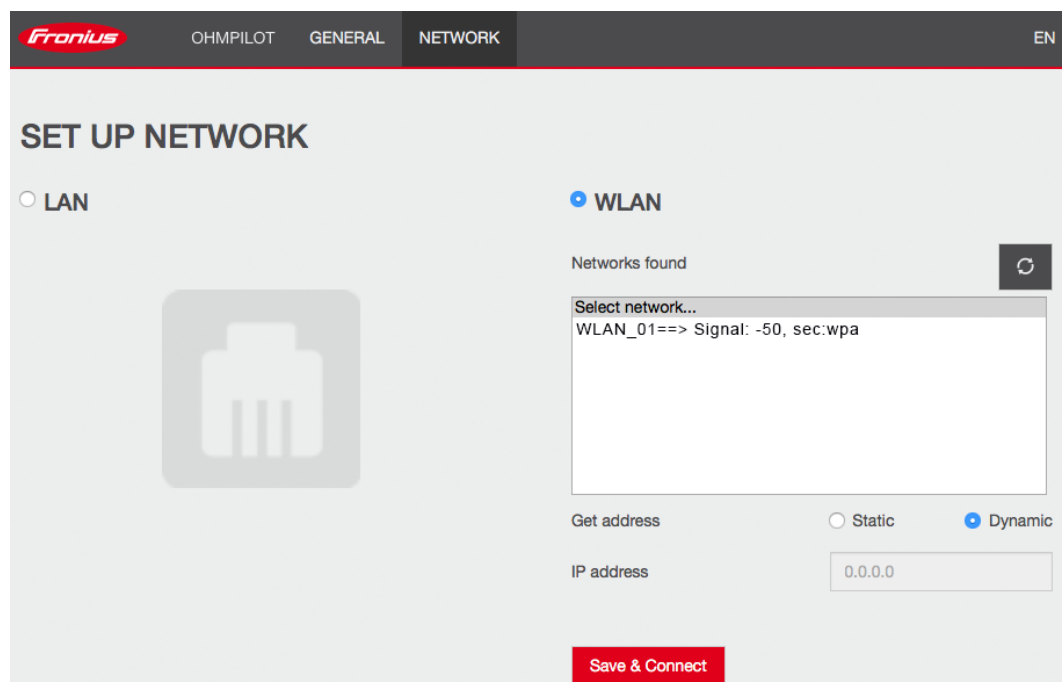 Fronius OHMPILOT GENERAL NETWORK EN
SET UP NETWORK
LAN
WLAN
Networks found
Select network...
WLAN_01==> Signal: -50, sec:wpa
Get address Static Dynamic
IP address 0.0.0.0
Save & Connect